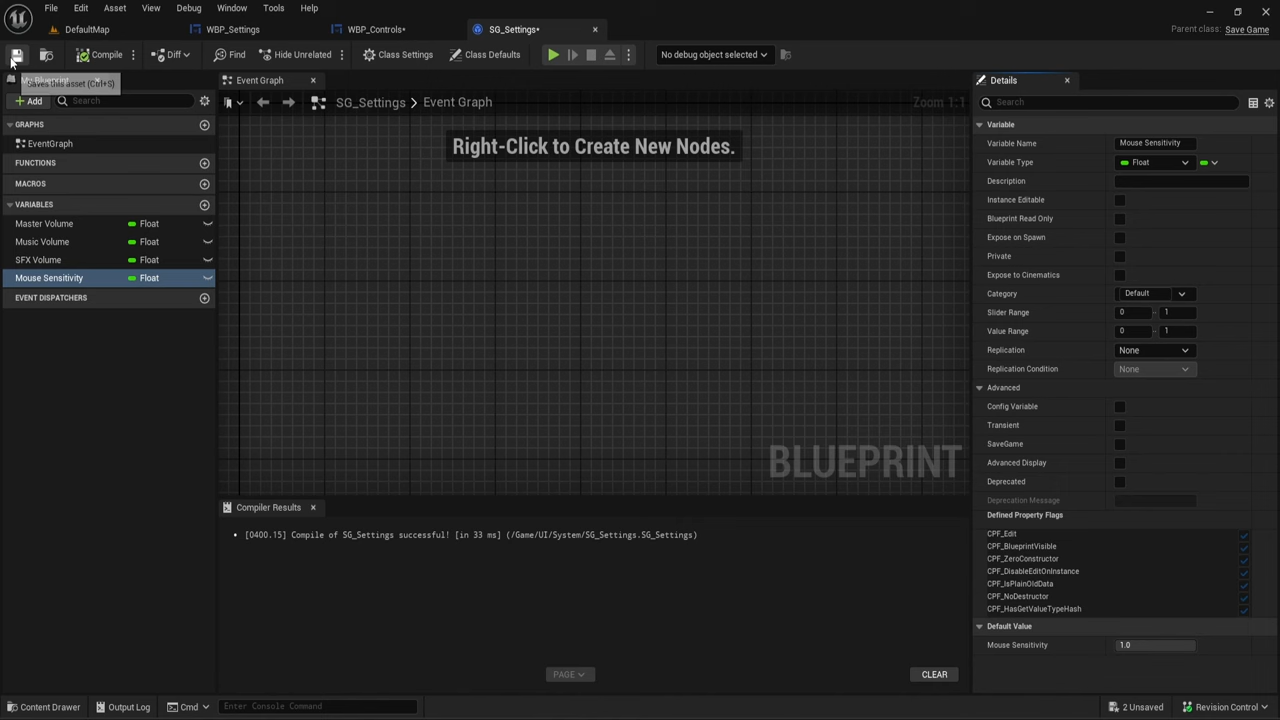 File Edit Asset View Debug Window Tools Help
DefaultMap WBP_Settings WBP_Controls• SG_Settings•
Parent class: Save Game
Compile Diff Find Hide Unrelated Class Settings Class Defaults No debug object selected
Saves this asset (Ctrl+S)
Event Graph
Details
Add Search
SG_Settings > Event Graph
Zoom 1:1
Search
Right-Click to Create New Nodes.
GRAPHS
EventGraph
FUNCTIONS
MACROS
VARIABLES
Master Volume Float
Music Volume Float
SFX Volume Float
Mouse Sensitivity Float
EVENT DISPATCHERS
BLUEPRINT
Compiler Results
[0400.15] Compile of SG_Settings successful! [in 33 ms] (/Game/UI/System/SG_Settings.SG_Settings)
PAGE
CLEAR
Variable
Variable Name Mouse Sensitivity
Variable Type Float
Description
Instance Editable
Blueprint Read Only
Expose on Spawn
Private
Expose to Cinematics
Category Default
Slider Range 0 1
Value Range 0 1
Replication None
Replication Condition None
Advanced
Config Variable
Transient
SaveGame
Advanced Display
Deprecated
Deprecation Message
Defined Property Flags
CPF_Edit
CPF_BlueprintVisible
CPF_ZeroConstructor
CPF_DisableEditOnInstance
CPF_IsPlainOldData
CPF_NoDestructor
CPF_HasGetValueTypeHash
Default Value
Mouse Sensitivity 1.0
Content Drawer Output Log Cmd Enter Console Command
2 Unsaved Revision Control